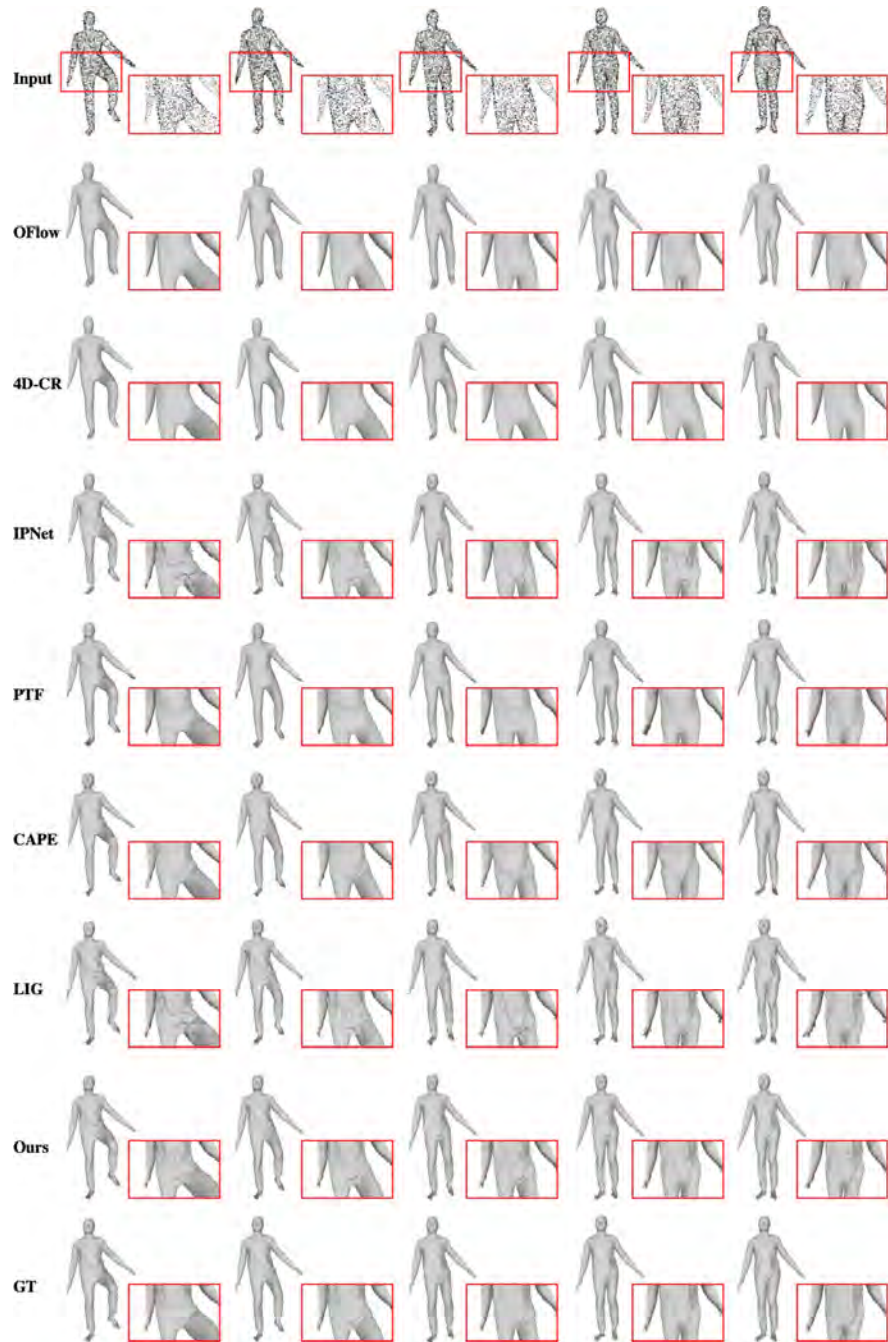 Input
OFlow
4D-CR
IPNet
PTF
CAPE
LIG
Ours
GT